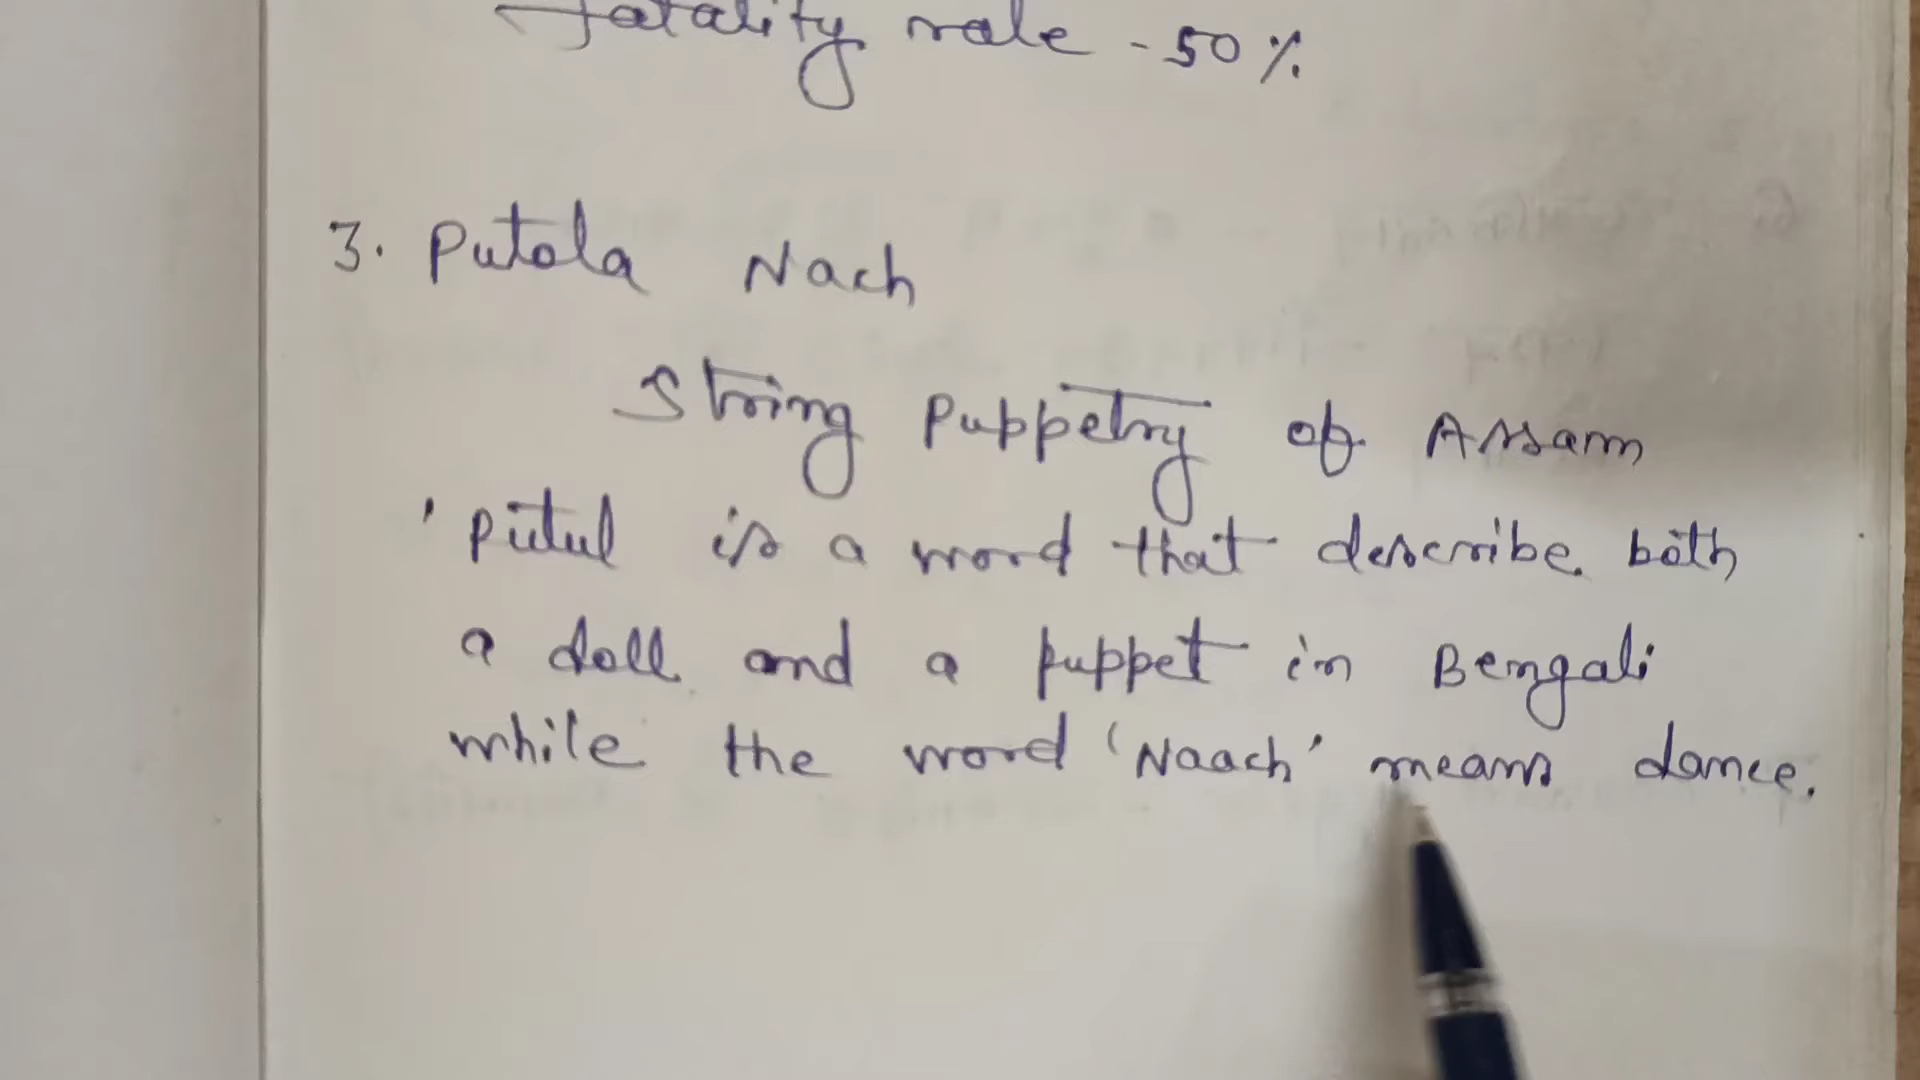 fatality rate - 50%
3. Putola Nach
String Puppetry of Assam
'Putul is a word that describe both
a doll and a puppet in Bengali
while the word 'Naach' means dance.